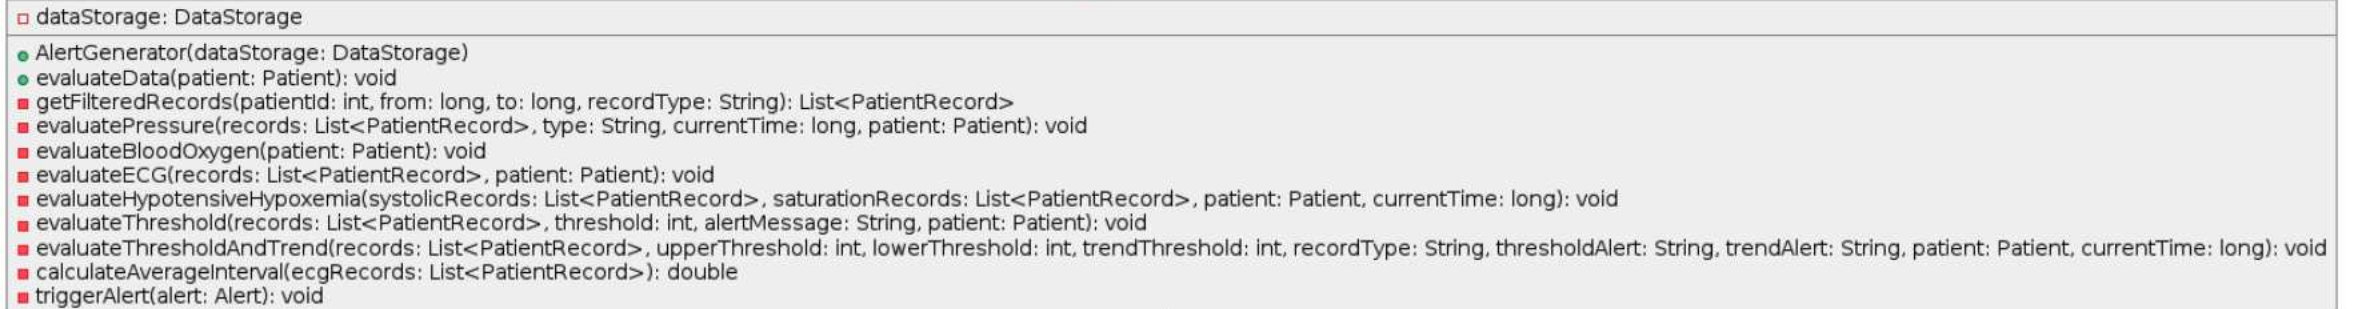 dataStorage: DataStorage
AlertGenerator(dataStorage: DataStorage)
evaluateData(patient: Patient): void
getFilteredRecords(patientId: int, from: long, to: long, recordType: String): List<PatientRecord>
evaluatePressure(records: List<PatientRecord>, type: String, currentTime: long, patient: Patient): void
evaluateBloodOxygen(patient: Patient): void
evaluateECG(records: List<PatientRecord>, patient: Patient): void
evaluateHypotensiveHypoxemia(systolicRecords: List<PatientRecord>, saturationRecords: List<PatientRecord>, patient: Patient, currentTime: long): void
evaluateThreshold(records: List<PatientRecord>, threshold: int, alertMessage: String, patient: Patient): void
evaluateThresholdAndTrend(records: List<PatientRecord>, upperThreshold: int, lowerThreshold: int, trendThreshold: int, recordType: String, thresholdAlert: String, trendAlert: String, patient: Patient, currentTime: long): void
calculateAverageInterval(ecgRecords: List<PatientRecord>): double
triggerAlert(alert: Alert): void